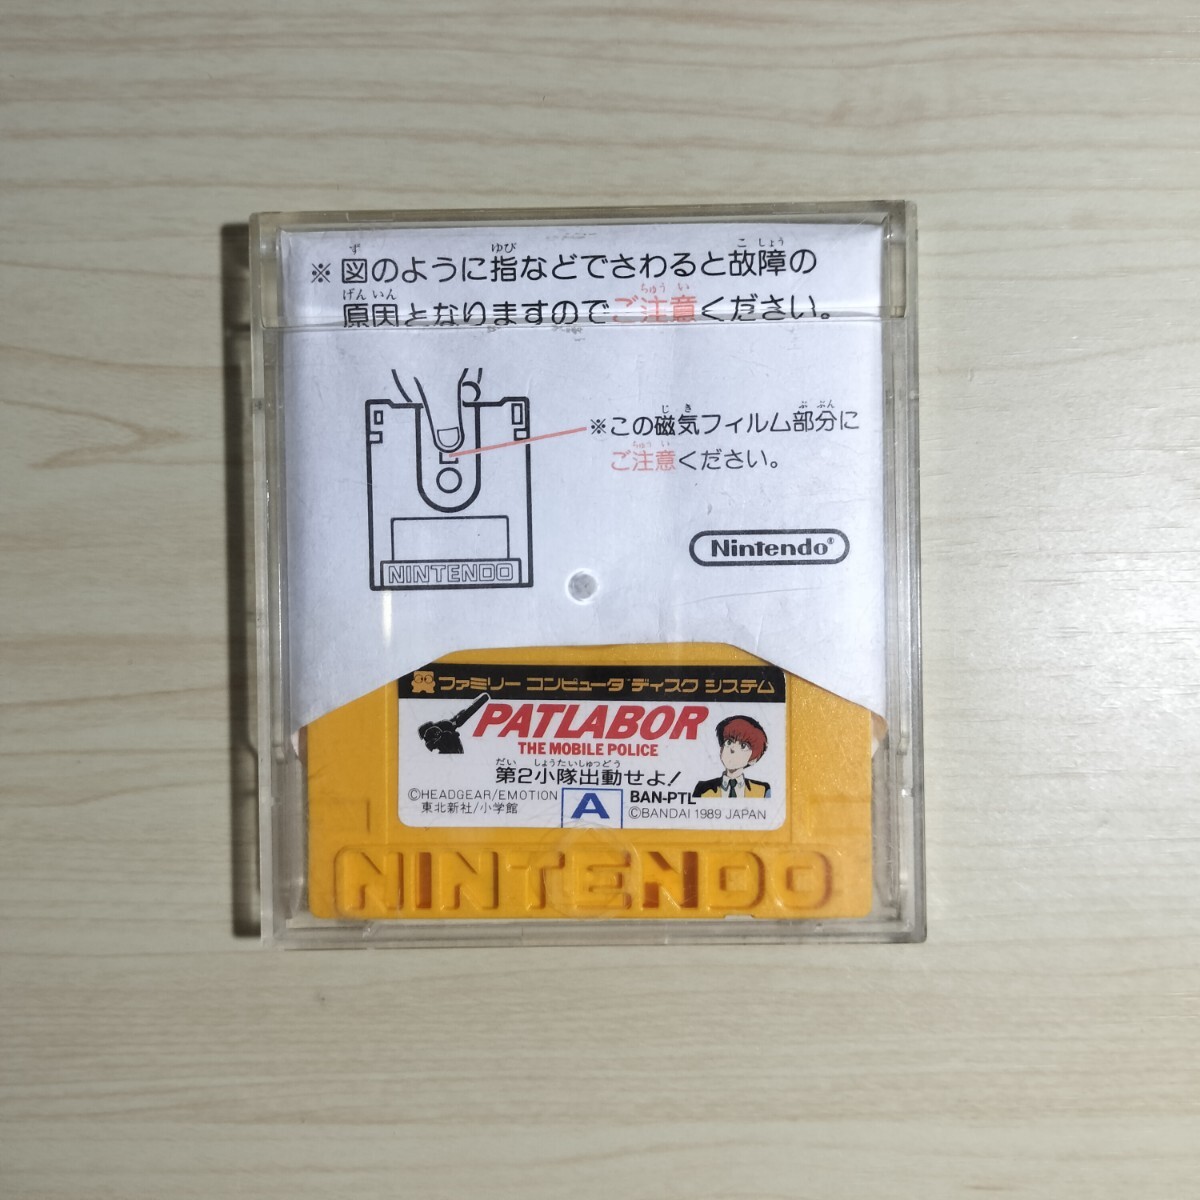 ※図のように指などでさわると故障の
原因となりますのでご注意ください。
※この磁気フィルム部分に
ご注意ください。
NINTENDO
Nintendo®
ファミリー コンピュータ ディスク システム
PATLABOR
THE MOBILE POLICE
第2小隊出動せよ!
©HEADGEAR/EMOTION
東北新社/小学館
A
BAN-PTL
©BANDAI 1989 JAPAN
NINTENDO